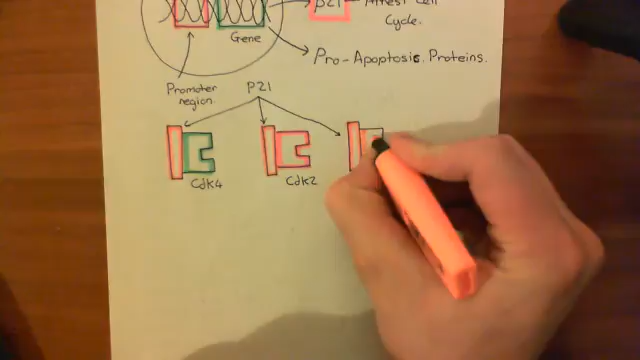 p21 Arrest Cell
Cycle.
Gene
Pro-Apoptosis Proteins.
Promoter
region.
P21
Cdk4
Cdk2